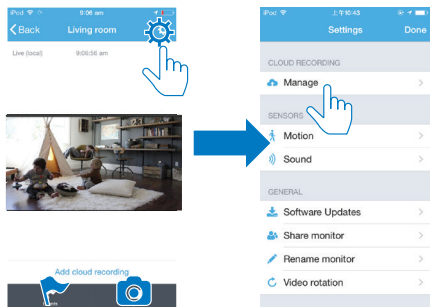 iPod 9:06 am
Back Living room
Live (local) 9:06:56 am
Add cloud recording
iPod 上午10:43
Settings Done
CLOUD RECORDING
Manage
SENSORS
Motion
Sound
GENERAL
Software Updates
Share monitor
Rename monitor
Video rotation